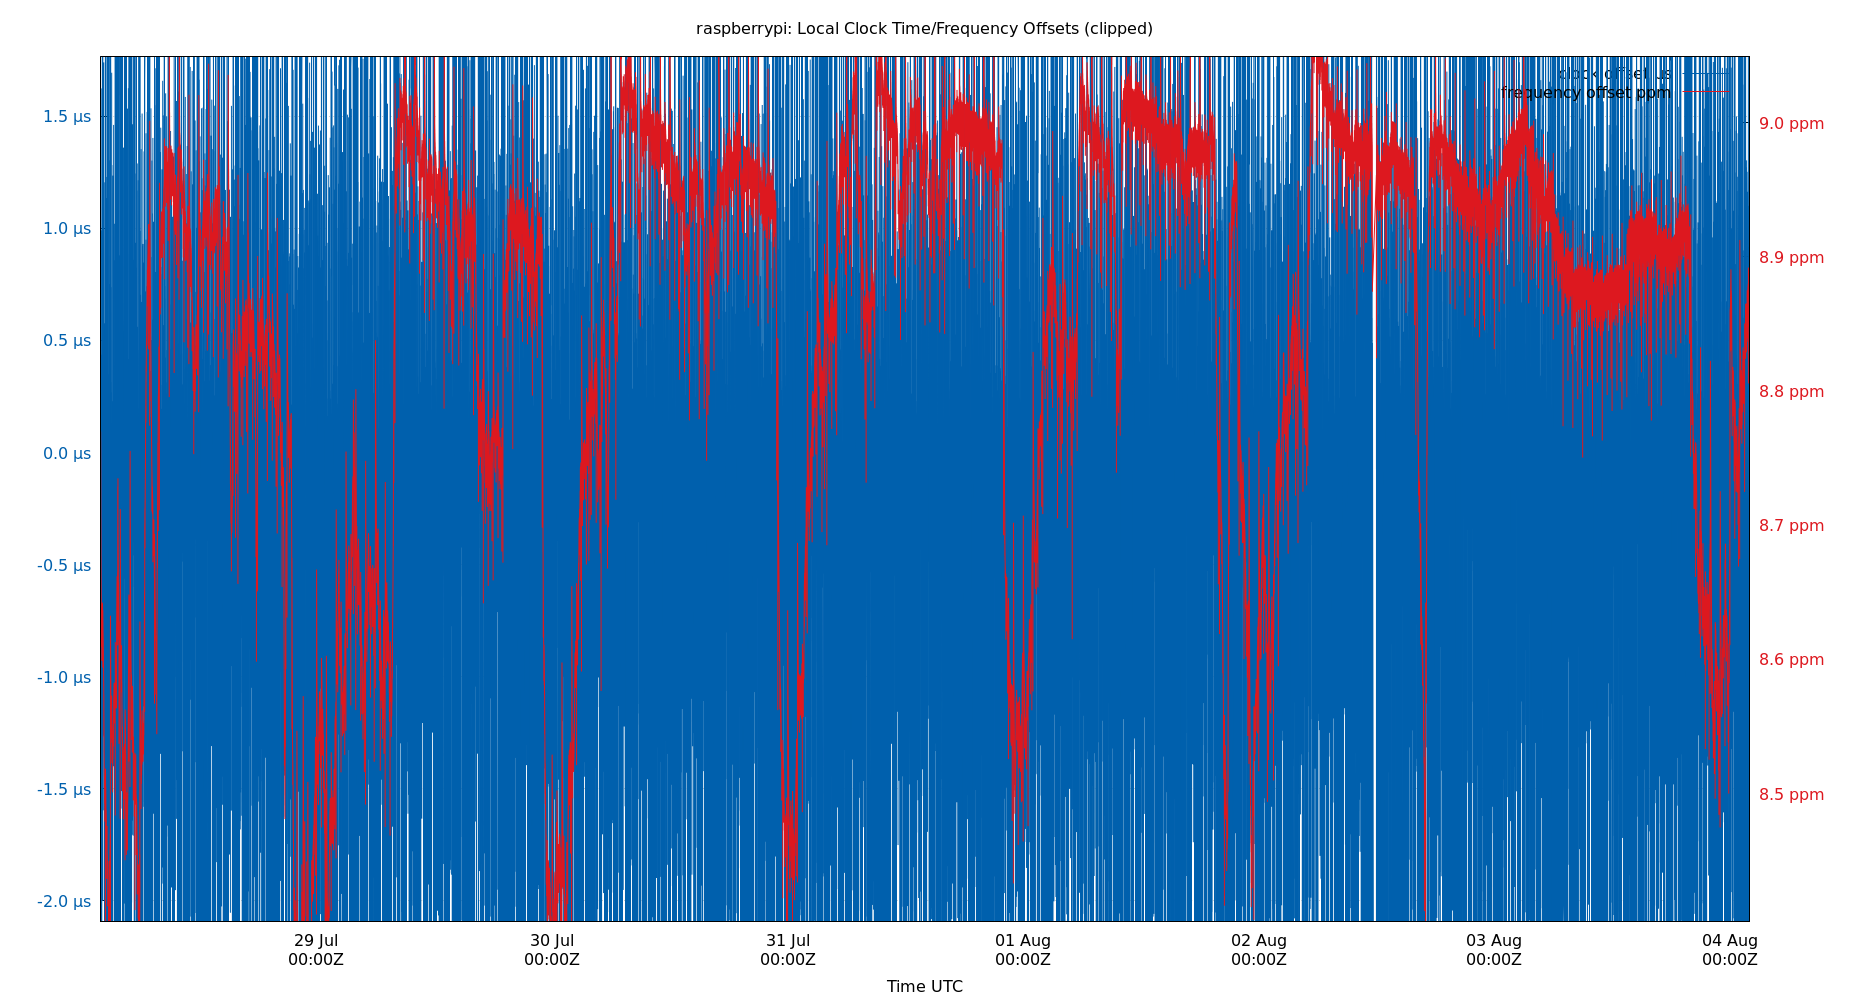 raspberrypi: Local Clock Time/Frequency Offsets (clipped)
clock offset us
frequency offset ppm
1.5 µs
1.0 µs
0.5 µs
0.0 µs
-0.5 µs
-1.0 µs
-1.5 µs
-2.0 µs
9.0 ppm
8.9 ppm
8.8 ppm
8.7 ppm
8.6 ppm
8.5 ppm
29 Jul 30 Jul 31 Jul 01 Aug 02 Aug 03 Aug 04 Aug
00:00Z 00:00Z 00:00Z 00:00Z 00:00Z 00:00Z 00:00Z
Time UTC